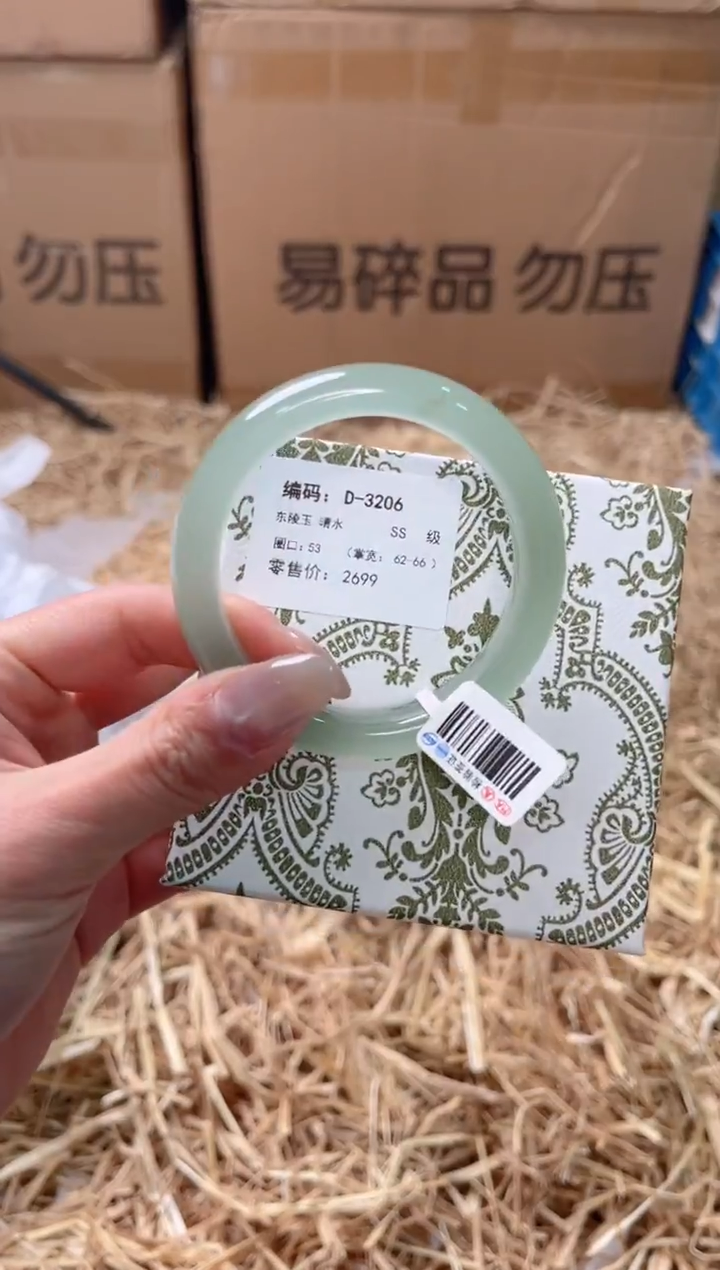 勿压
易碎品 勿压
编码: D-3206
东陵玉 晴水 SS 级
圈口: 53 (掌宽: 62-66)
零售价: 2699